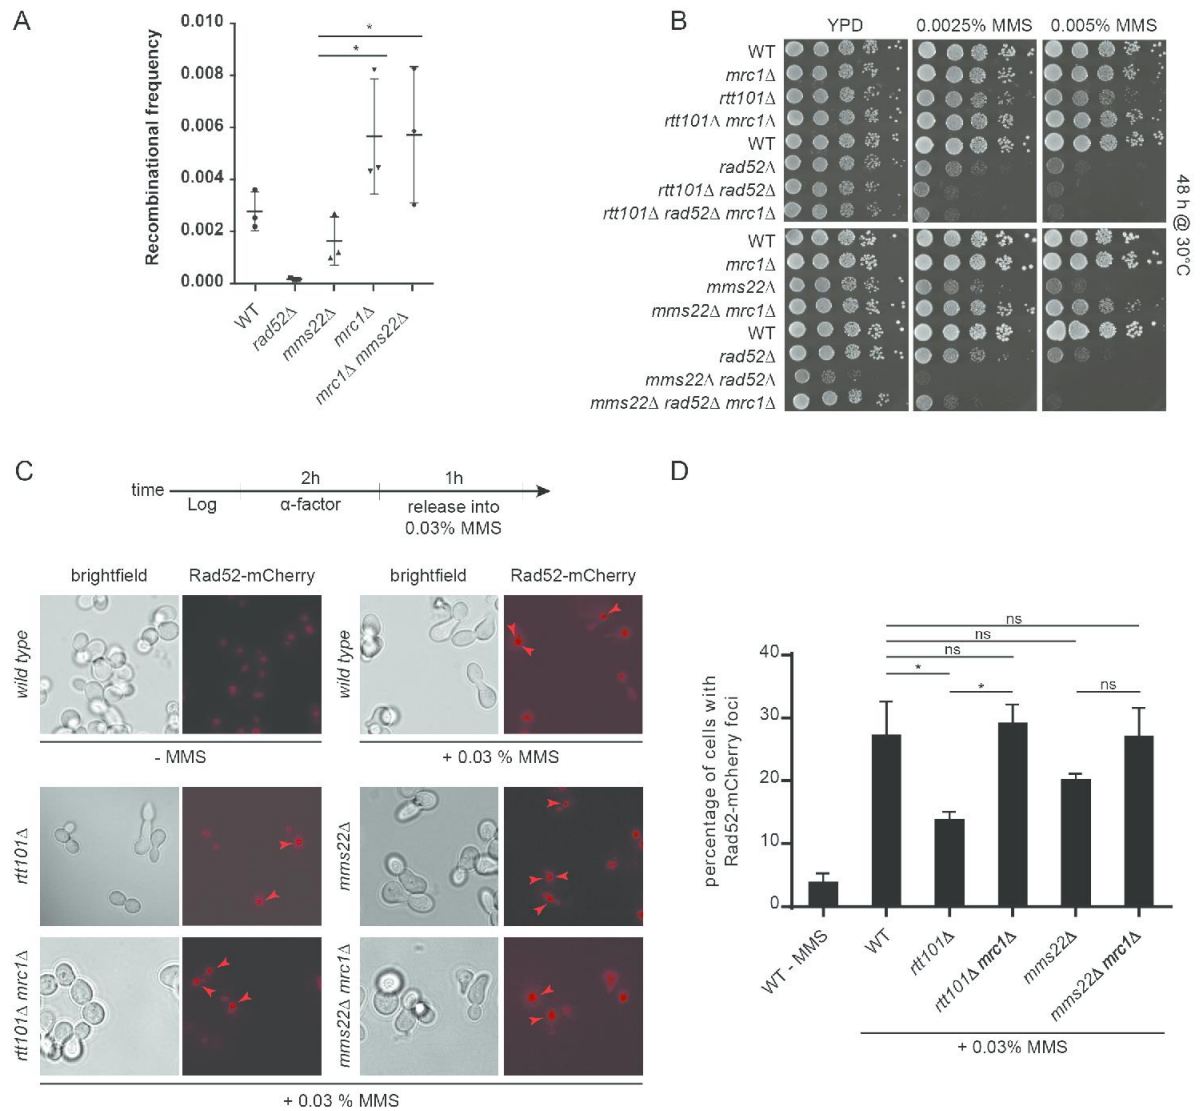 A
Recombinational frequency
0.010
0.008
0.006
0.004
0.002
0.000
*
*
WT
rad52Δ
mms22Δ
mrc1Δ
mrc1Δ mms22Δ
B
YPD
0.0025% MMS
0.005% MMS
WT
mrc1Δ
rtt101Δ
rtt101Δ mrc1Δ
WT
rad52Δ
rtt101Δ rad52Δ
rtt101Δ rad52Δ mrc1Δ
WT
mrc1Δ
mms22Δ
mms22Δ mrc1Δ
WT
rad52Δ
mms22Δ rad52Δ
mms22Δ rad52Δ mrc1Δ
48 h @ 30°C
C
time
Log
2h
α-factor
1h
release into
0.03% MMS
brightfield
Rad52-mCherry
brightfield
Rad52-mCherry
wild type
wild type
- MMS
+ 0.03 % MMS
rtt101Δ
mms22Δ
rtt101Δ mrc1Δ
mms22Δ mrc1Δ
+ 0.03 % MMS
D
percentage of cells with
Rad52-mCherry foci
40
30
20
10
0
ns
ns
ns
*
*
ns
WT - MMS
WT
rtt101Δ
rtt101Δ mrc1Δ
mms22Δ
mms22Δ mrc1Δ
+ 0.03% MMS